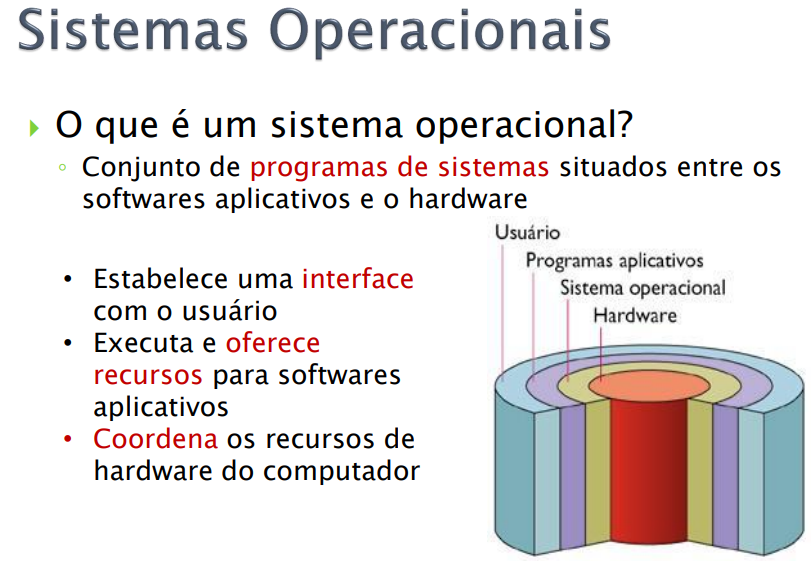 Sistemas Operacionais
O que é um sistema operacional?
Conjunto de programas de sistemas situados entre os
softwares aplicativos e o hardware
• Estabelece uma interface
com o usuário
• Executa e oferece
recursos para softwares
aplicativos
• Coordena os recursos de
hardware do computador
Usuário
Programas aplicativos
Sistema operacional
Hardware